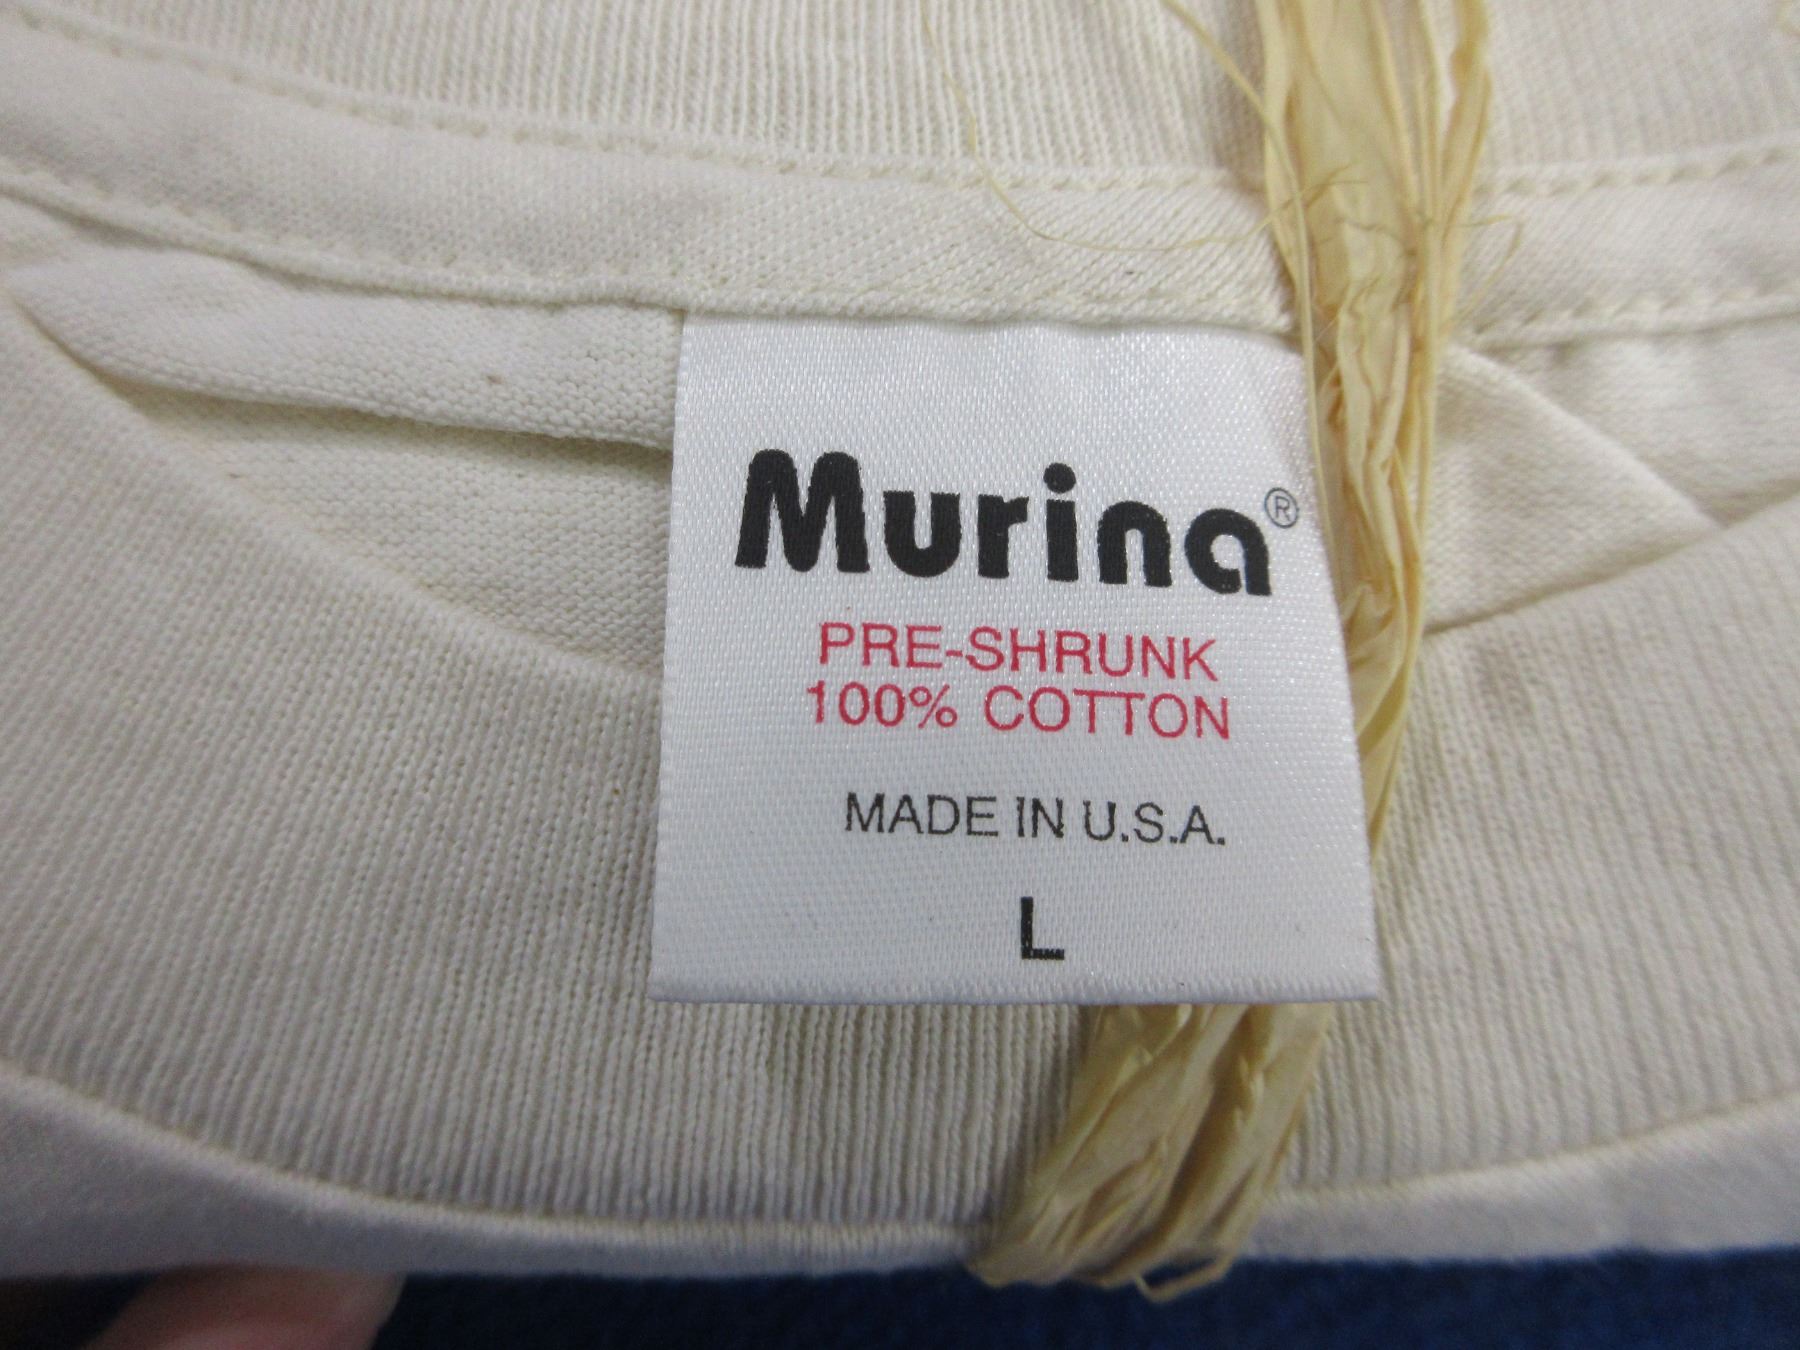 Murina®
PRE-SHRUNK
100% COTTON
MADE IN U.S.A.
L